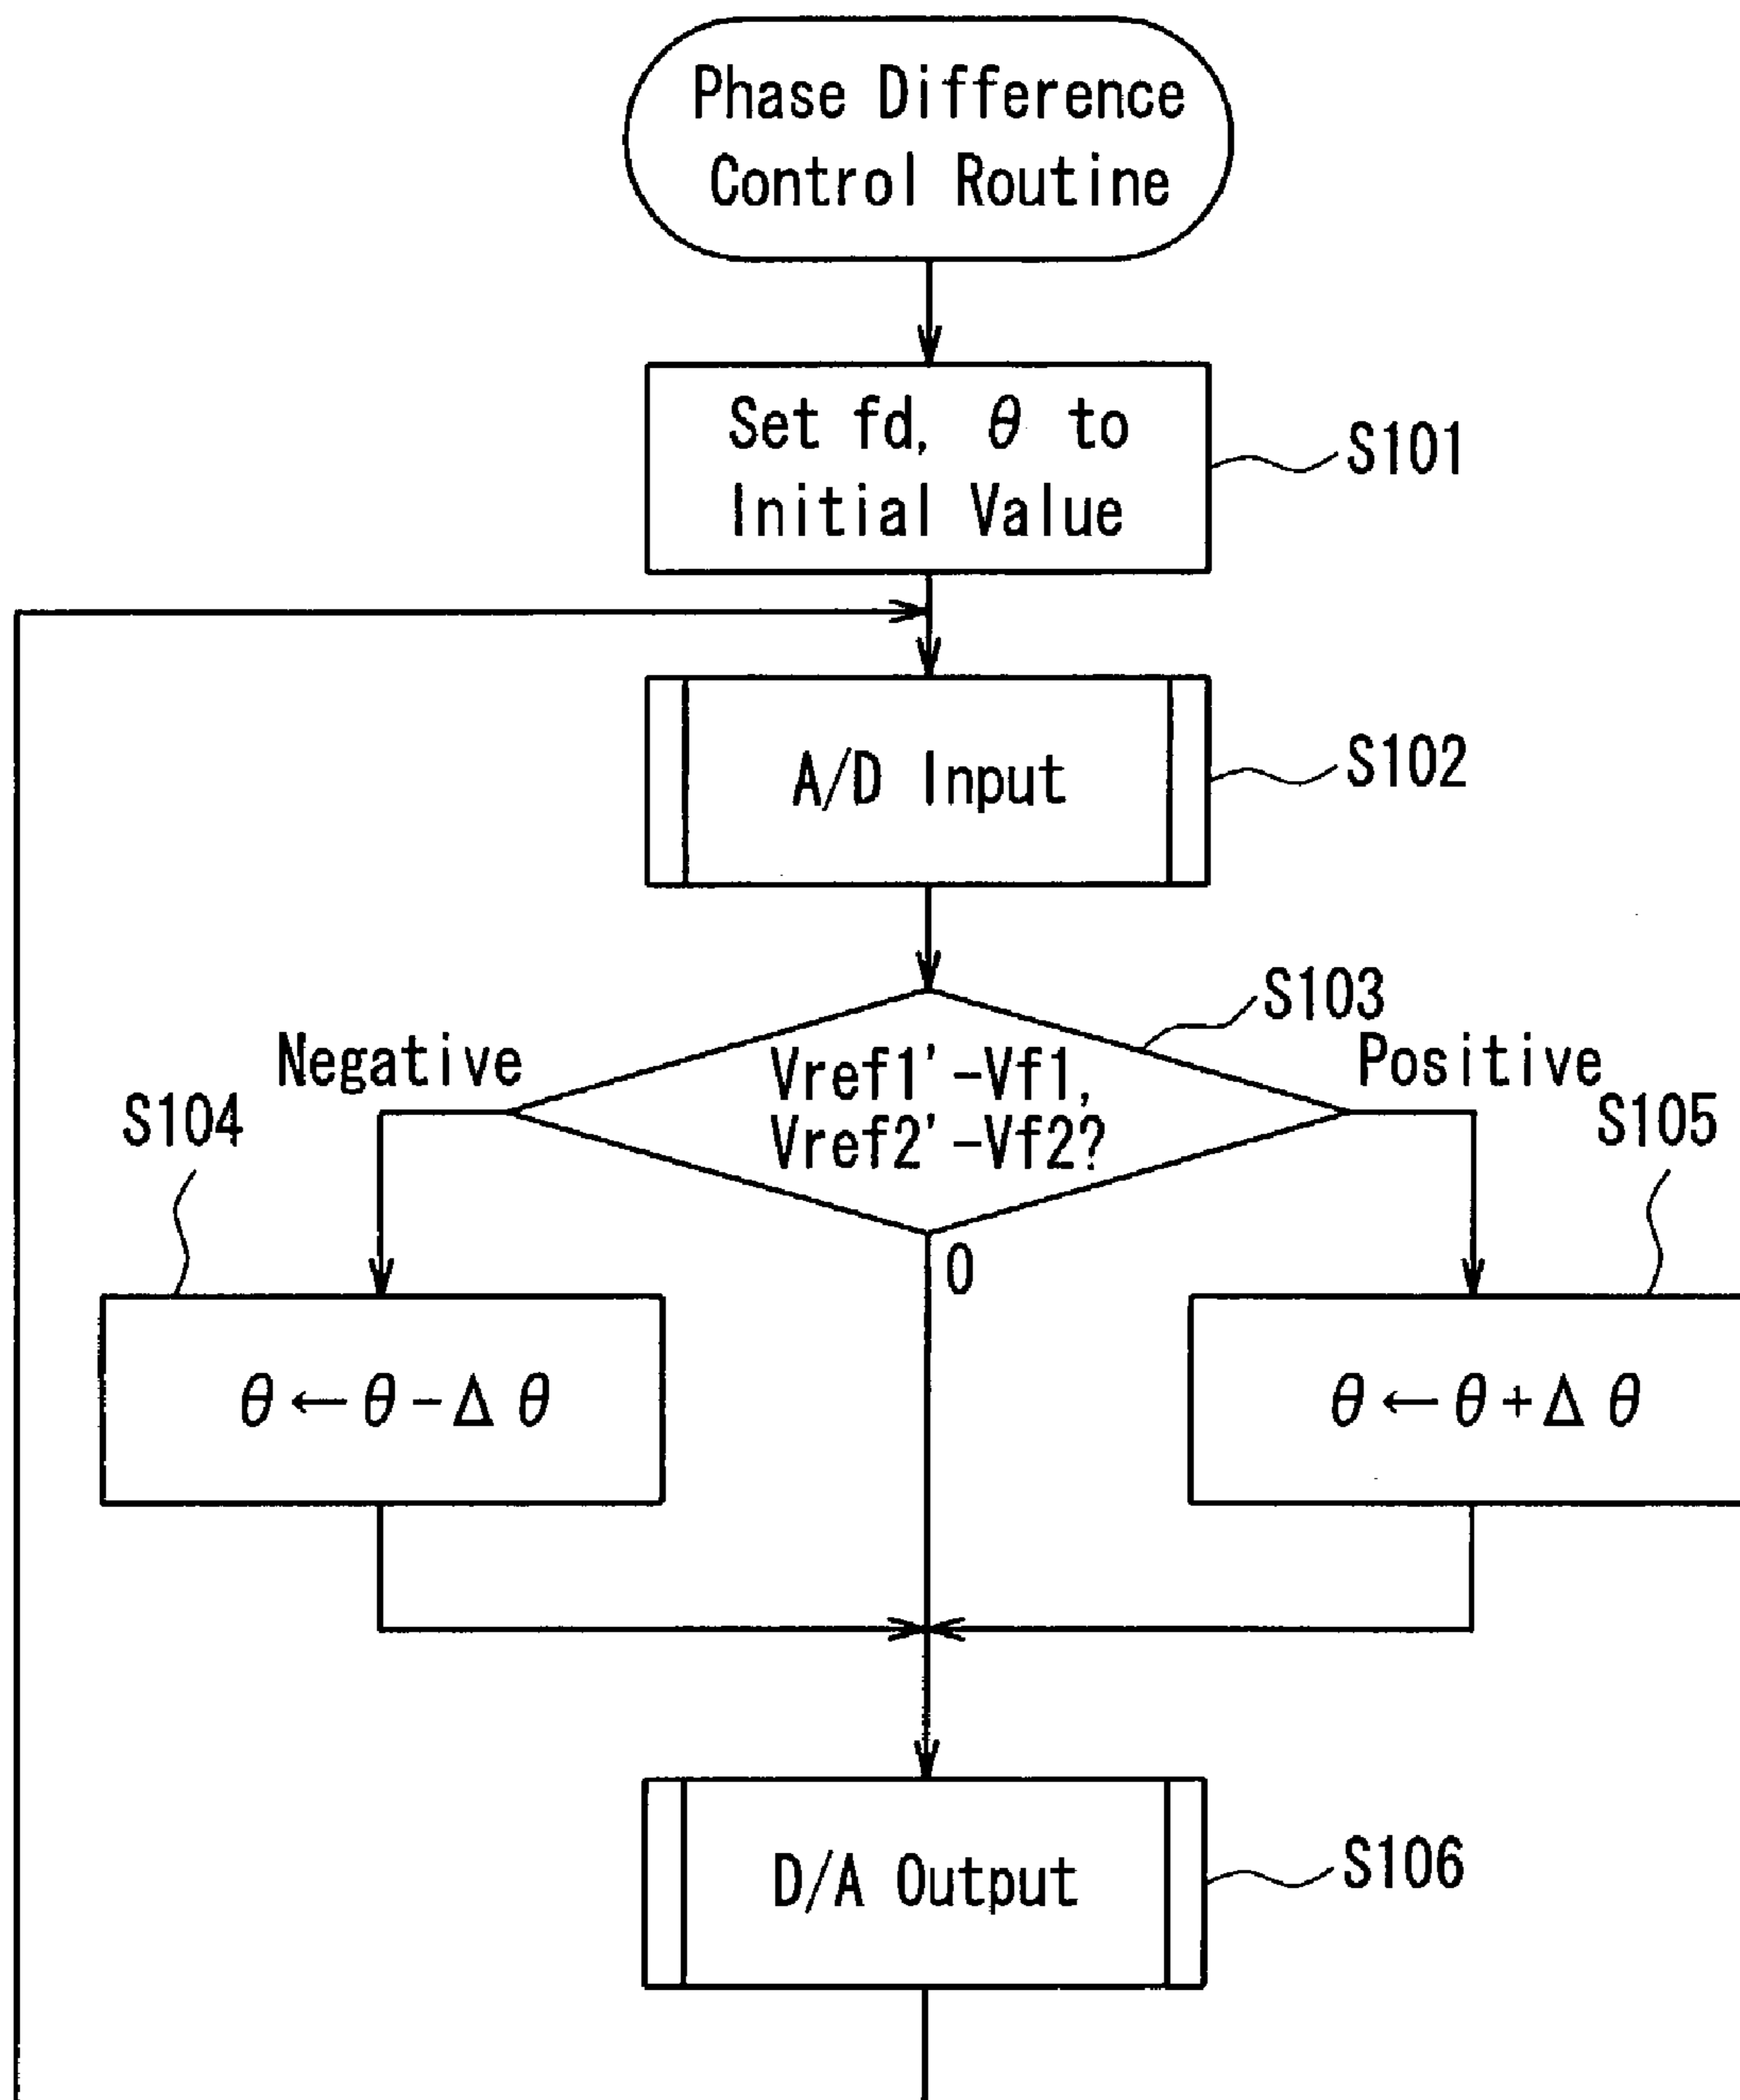 Phase Difference
Control Routine
Set fd, θ to
Initial Value
S101
A/D Input
S102
S103
Negative
Vref1'-Vf1,
Vref2'-Vf2?
Positive
S104
S105
0
θ←θ-Δθ
θ←θ+Δθ
D/A Output
S106